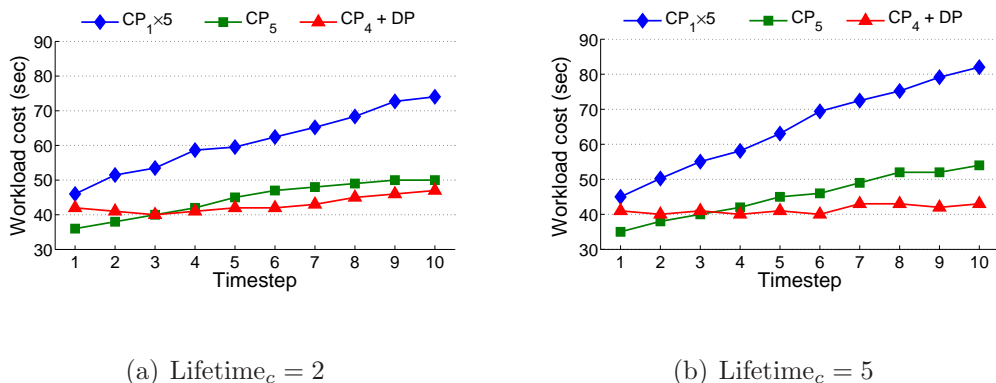 CP₁×5 CP₅ CP₄ + DP
90
80
70
60
50
40
30
Workload cost (sec)
1 2 3 4 5 6 7 8 9 10
Timestep
(a) Lifetime_c = 2
CP₁×5 CP₅ CP₄ + DP
90
80
70
60
50
40
30
Workload cost (sec)
1 2 3 4 5 6 7 8 9 10
Timestep
(b) Lifetime_c = 5